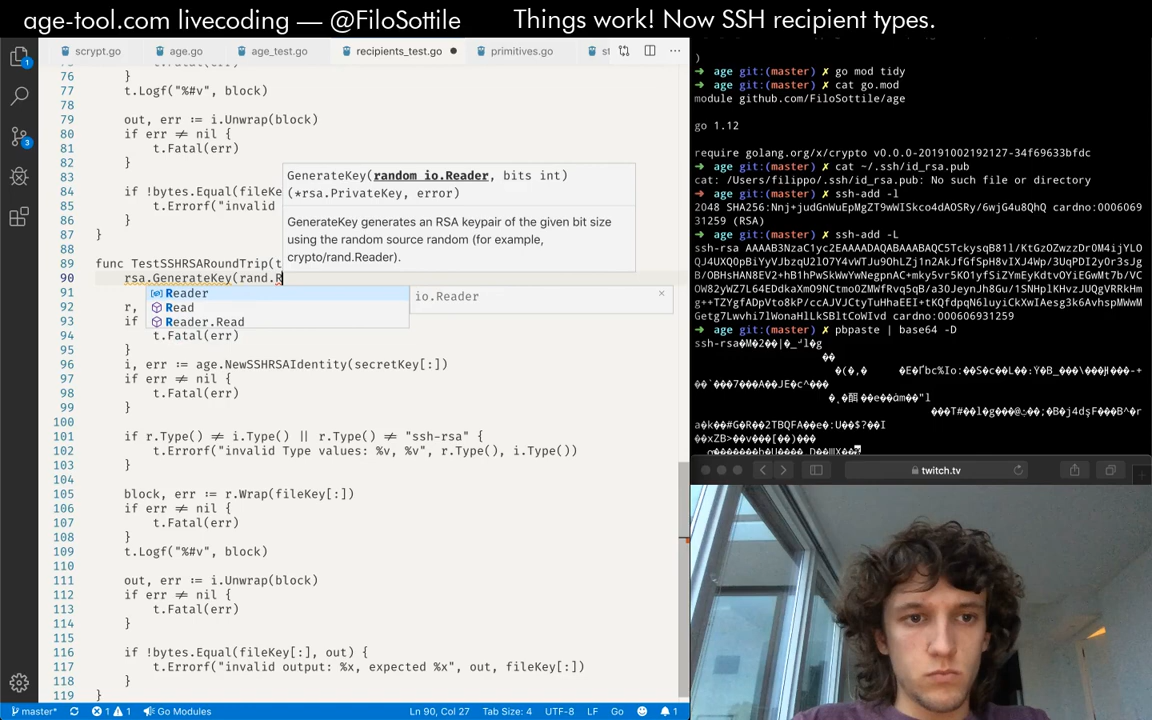 age-tool.com livecoding — @FiloSottile
Things work! Now SSH recipient types.
scrypt.go
age.go
age_test.go
recipients_test.go
primitives.go
st
76 }
77 t.Logf("%#v", block)
78
79 out, err := i.Unwrap(block)
80 if err ≠ nil {
81 t.Fatal(err)
82 }
83
84 if !bytes.Equal(fileKe
85 t.Errorf("invalid
86 }
87 }
88
89 func TestSSHRSARoundTrip(t
90 rsa.GenerateKey(rand.R
91
92 r,
93 if
94 t.Fatal(err)
95 }
96 i, err := age.NewSSHRSAIdentity(secretKey[:])
97 if err ≠ nil {
98 t.Fatal(err)
99 }
100
101 if r.Type() ≠ i.Type() || r.Type() ≠ "ssh-rsa" {
102 t.Errorf("invalid Type values: %v, %v", r.Type(), i.Type())
103 }
104
105 block, err := r.Wrap(fileKey[:])
106 if err ≠ nil {
107 t.Fatal(err)
108 }
109 t.Logf("%#v", block)
110
111 out, err := i.Unwrap(block)
112 if err ≠ nil {
113 t.Fatal(err)
114 }
115
116 if !bytes.Equal(fileKey[:], out) {
117 t.Errorf("invalid output: %x, expected %x", out, fileKey[:])
118 }
119 }
GenerateKey(random io.Reader, bits int)
(*rsa.PrivateKey, error)
GenerateKey generates an RSA keypair of the given bit size
using the random source random (for example,
crypto/rand.Reader).
Reader
Read
Reader.Read
io.Reader
master*
1
1
Go Modules
Ln 90, Col 27
Tab Size: 4
UTF-8
LF
Go
1
)
→ age git:(master) ✗ go mod tidy
→ age git:(master) ✗ cat go.mod
module github.com/FiloSottile/age
go 1.12
require golang.org/x/crypto v0.0.0-20191002192127-34f69633bfdc
→ age git:(master) ✗ cat ~/.ssh/id_rsa.pub
cat: /Users/filippo/.ssh/id_rsa.pub: No such file or directory
→ age git:(master) ✗ ssh-add -l
2048 SHA256:Nnj+judGnWuEpMgZT9wWISkco4dAOSRy/6wjG4u8QhQ cardno:0006069
31259 (RSA)
→ age git:(master) ✗ ssh-add -L
Getg7Lwvhi7lWonaHlLkSBltCoWIvd cardno:000606931259
→ age git:(master) ✗ pbpaste | base64 -D
twitch.tv